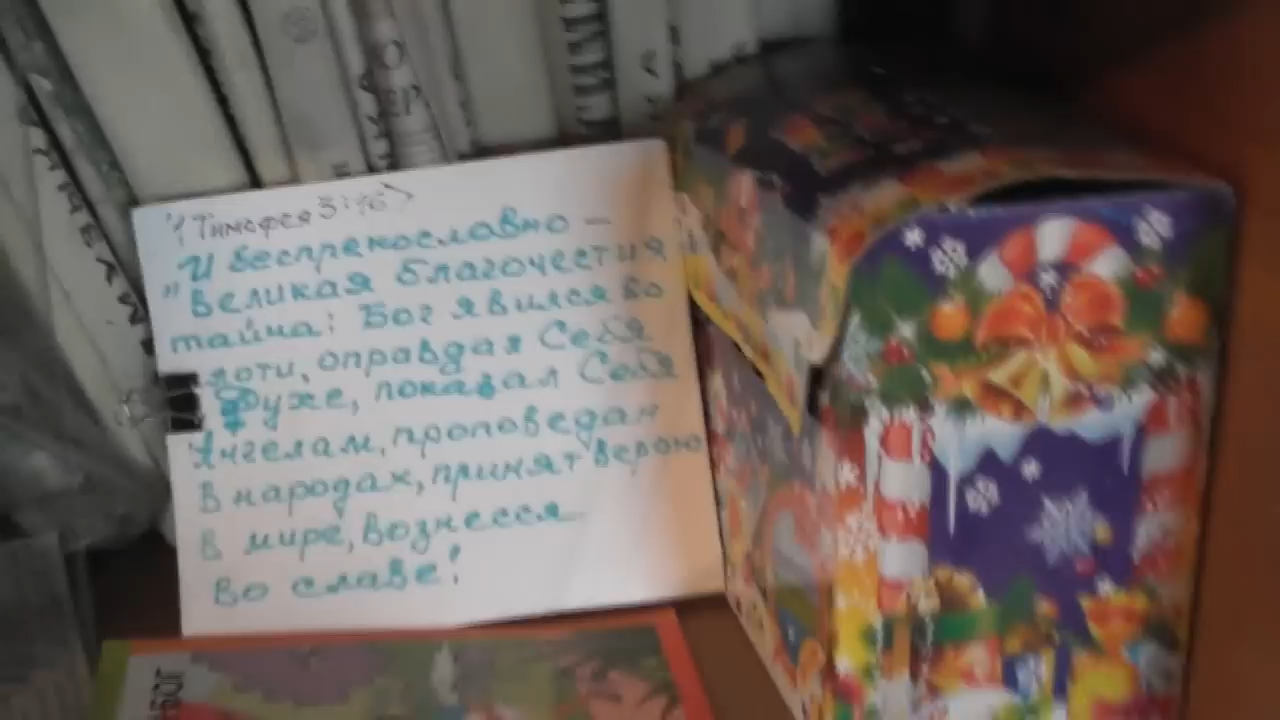 1 Тимофея 3:16
"И беспрекословно –
"великая благочестия
тайна: Бог явился во
плоти, оправдал Себя
Духе, показал Себя
Ангелам, проповедан
в народах, принят верою
в мире, вознесся
во славе!